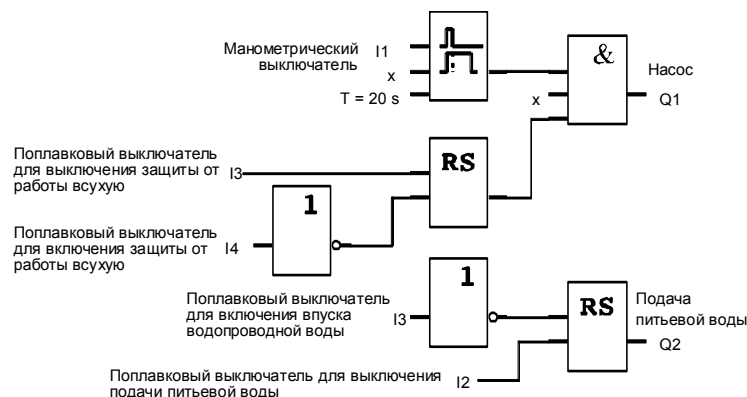 Манометрический
выключатель
I1
x
T = 20 s
&
x
Насос
Q1
Поплавковый выключатель
для выключения защиты от
работы всухую
I3
RS
1
Поплавковый выключатель
для включения защиты от
работы всухую
I4
1
Поплавковый выключатель
для включения впуска
водопроводной воды
I3
RS
Подача
питьевой воды
Q2
Поплавковый выключатель для выключения
подачи питьевой воды
I2